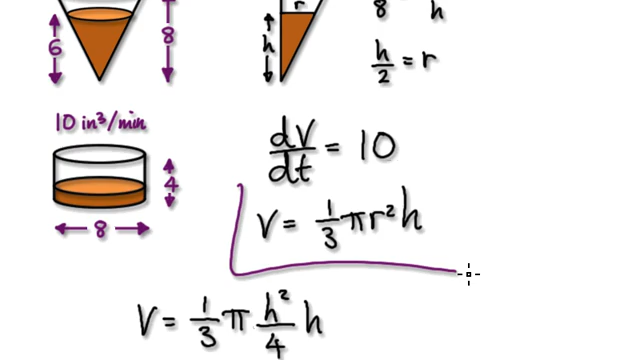 r
6
8
h
8 h
h/2 = r
10 in³/min
dV/dt = 10
4
8
V = 1/3 πr²h
V = 1/3 π h²/4 h